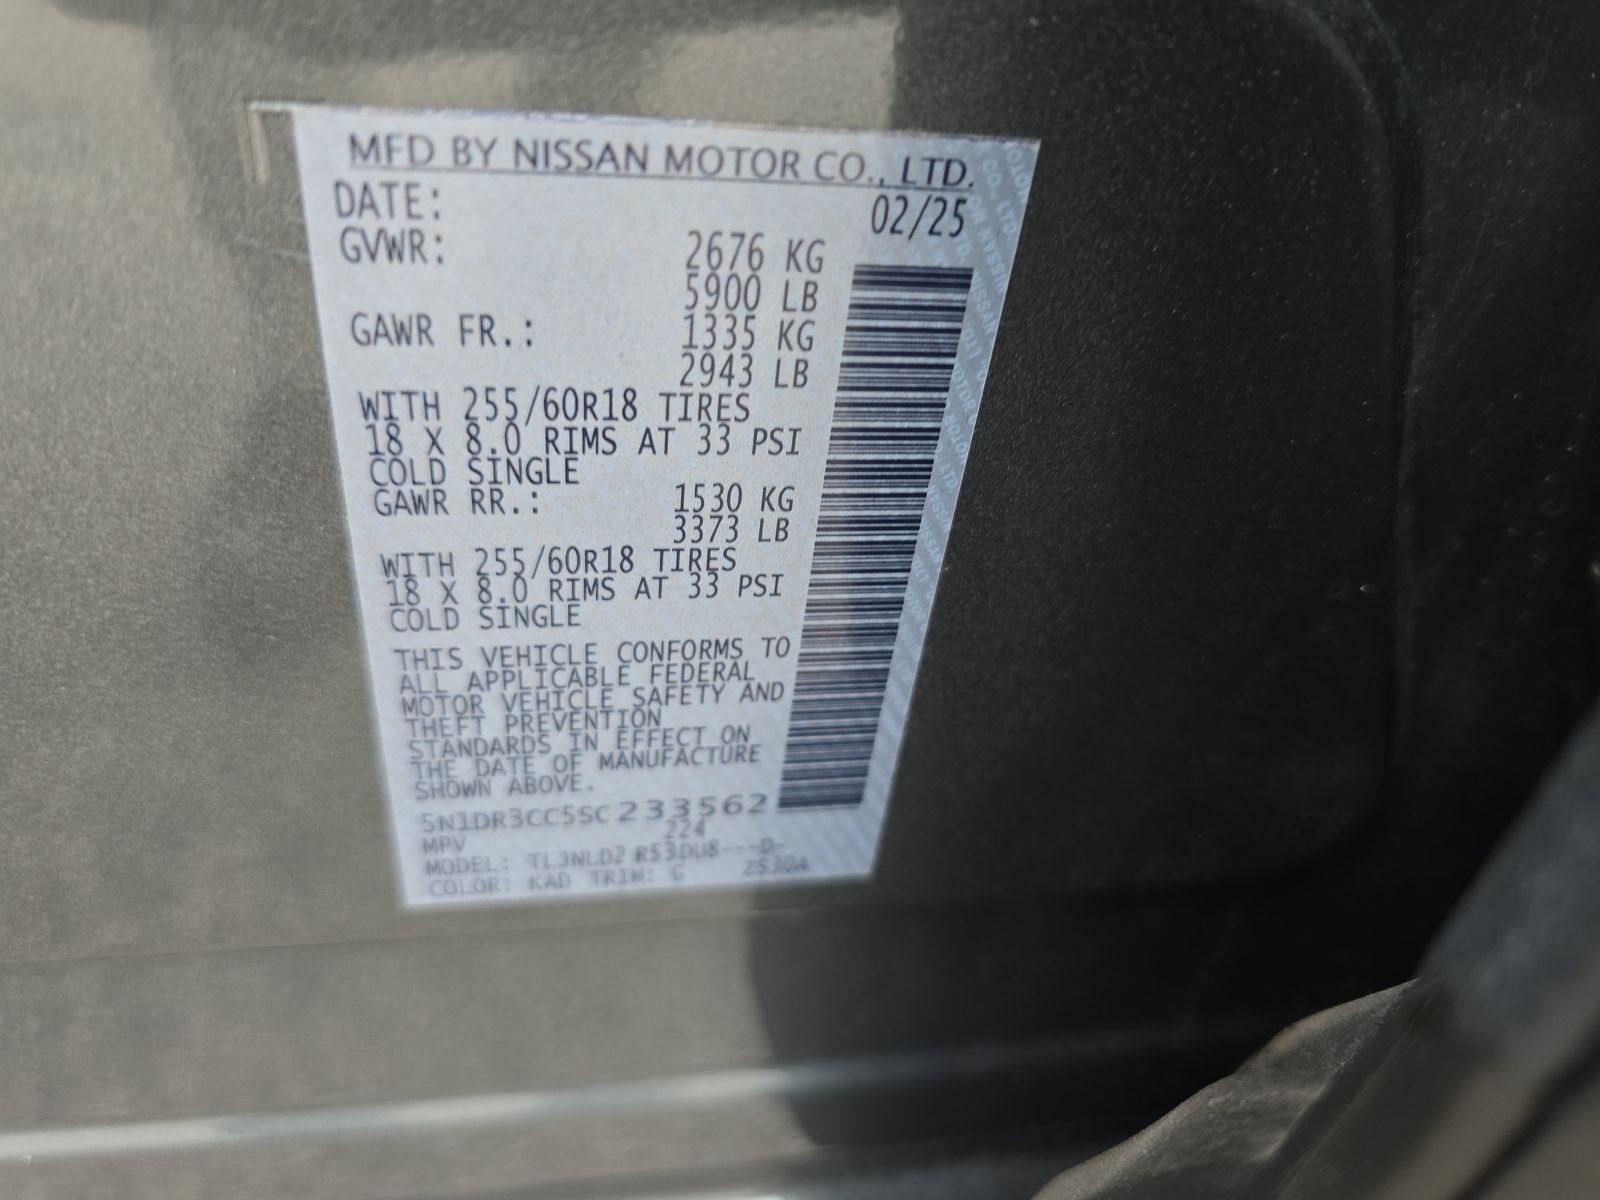 MFD BY NISSAN MOTOR CO., LTD.
DATE: 02/25
GVWR: 2676 KG
5900 LB
GAWR FR.: 1335 KG
2943 LB
WITH 255/60R18 TIRES
18 X 8.0 RIMS AT 33 PSI
COLD SINGLE
GAWR RR.: 1530 KG
3373 LB
WITH 255/60R18 TIRES
18 X 8.0 RIMS AT 33 PSI
COLD SINGLE
THIS VEHICLE CONFORMS TO
ALL APPLICABLE FEDERAL
MOTOR VEHICLE SAFETY AND
THEFT PREVENTION
STANDARDS IN EFFECT ON
THE DATE OF MANUFACTURE
SHOWN ABOVE.
5N1DR3CC5SC233562
MPV 224
MODEL: TL3NLD2 R53DU8---D-
COLOR: KAD TRIM: G 2530A